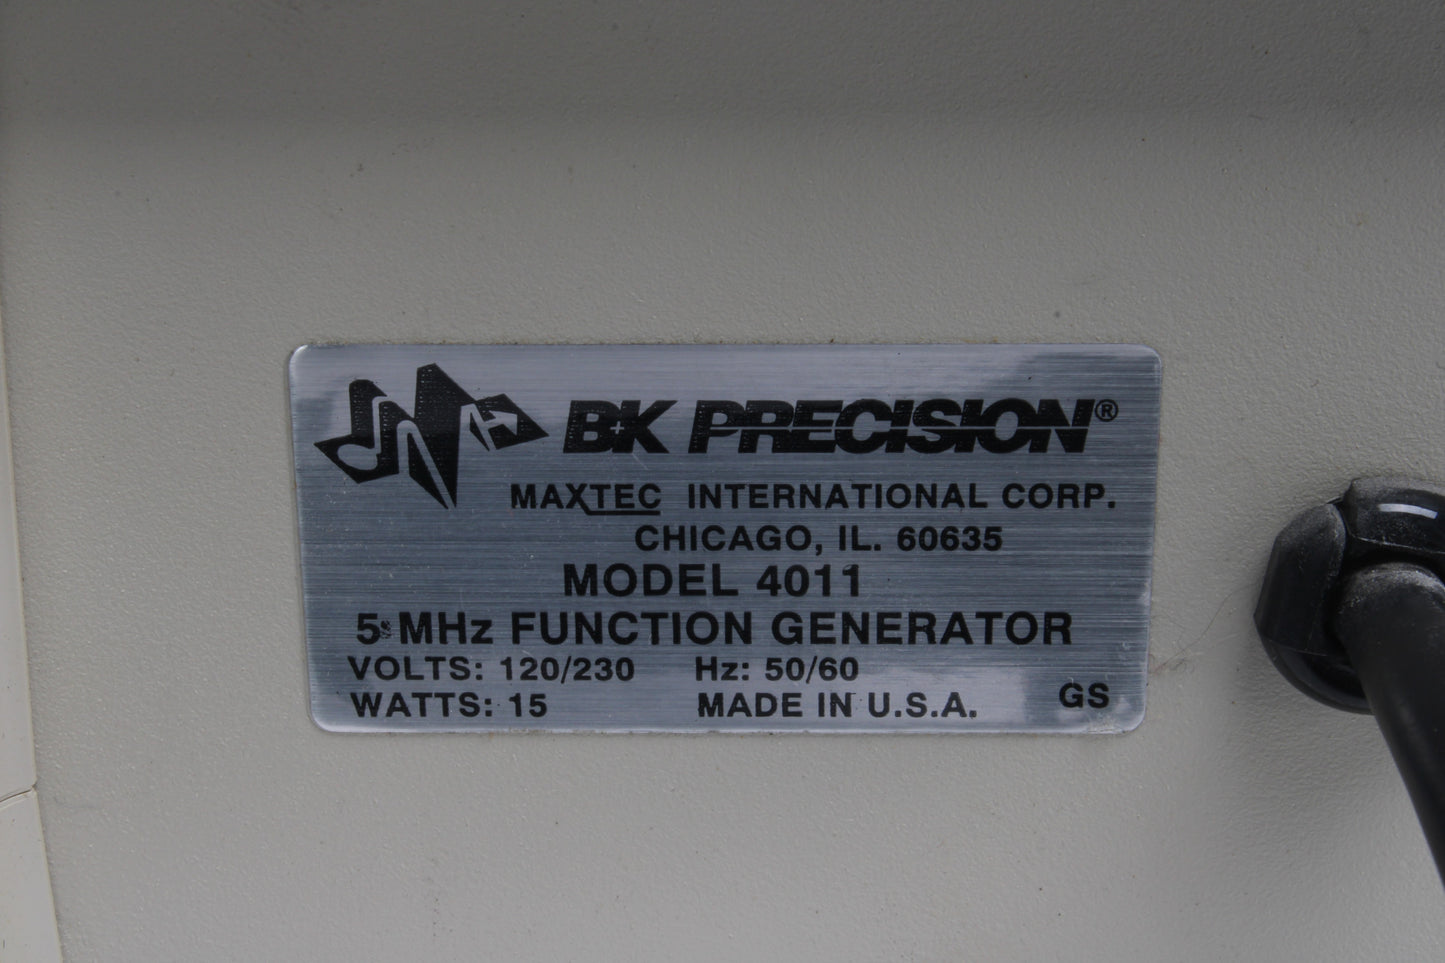 B+K PRECISION®
MAXTEC INTERNATIONAL CORP.
CHICAGO, IL. 60635
MODEL 4011
5 MHz FUNCTION GENERATOR
VOLTS: 120/230 Hz: 50/60
WATTS: 15 MADE IN U.S.A.
GS